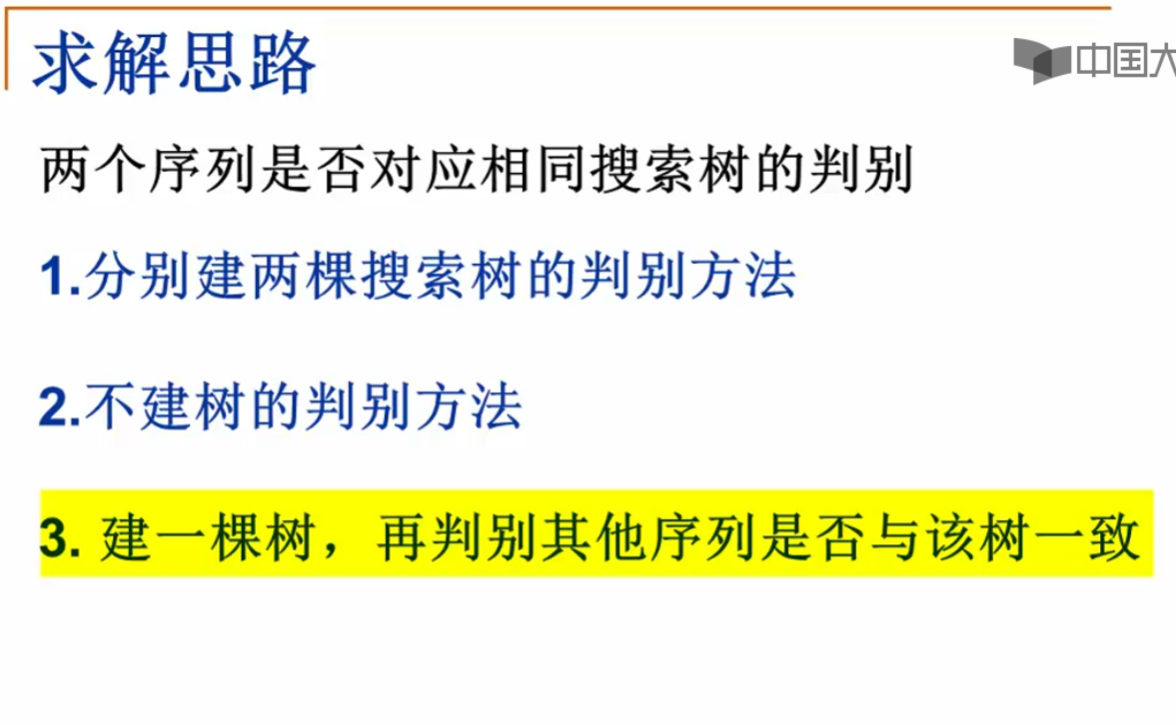 求解思路
中国大
两个序列是否对应相同搜索树的判别
1.分别建两棵搜索树的判别方法
2.不建树的判别方法
3. 建一棵树，再判别其他序列是否与该树一致